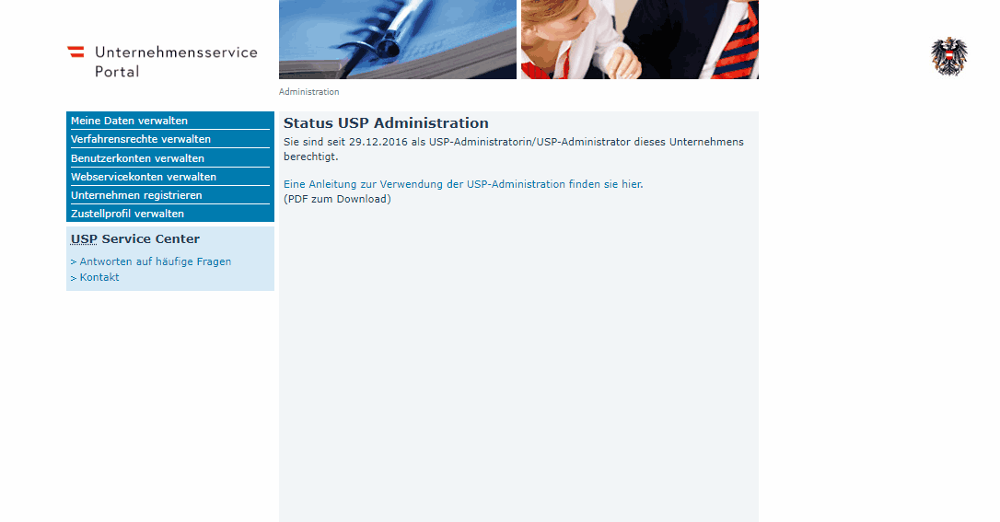 Unternehmensservice
Portal
Administration
Meine Daten verwalten
Verfahrensrechte verwalten
Benutzerkonten verwalten
Webservicekonten verwalten
Unternehmen registrieren
Zustellprofil verwalten
USP Service Center
> Antworten auf häufige Fragen
> Kontakt
Status USP Administration
Sie sind seit 29.12.2016 als USP-Administratorin/USP-Administrator dieses Unternehmens
berechtigt.
Eine Anleitung zur Verwendung der USP-Administration finden sie hier.
(PDF zum Download)